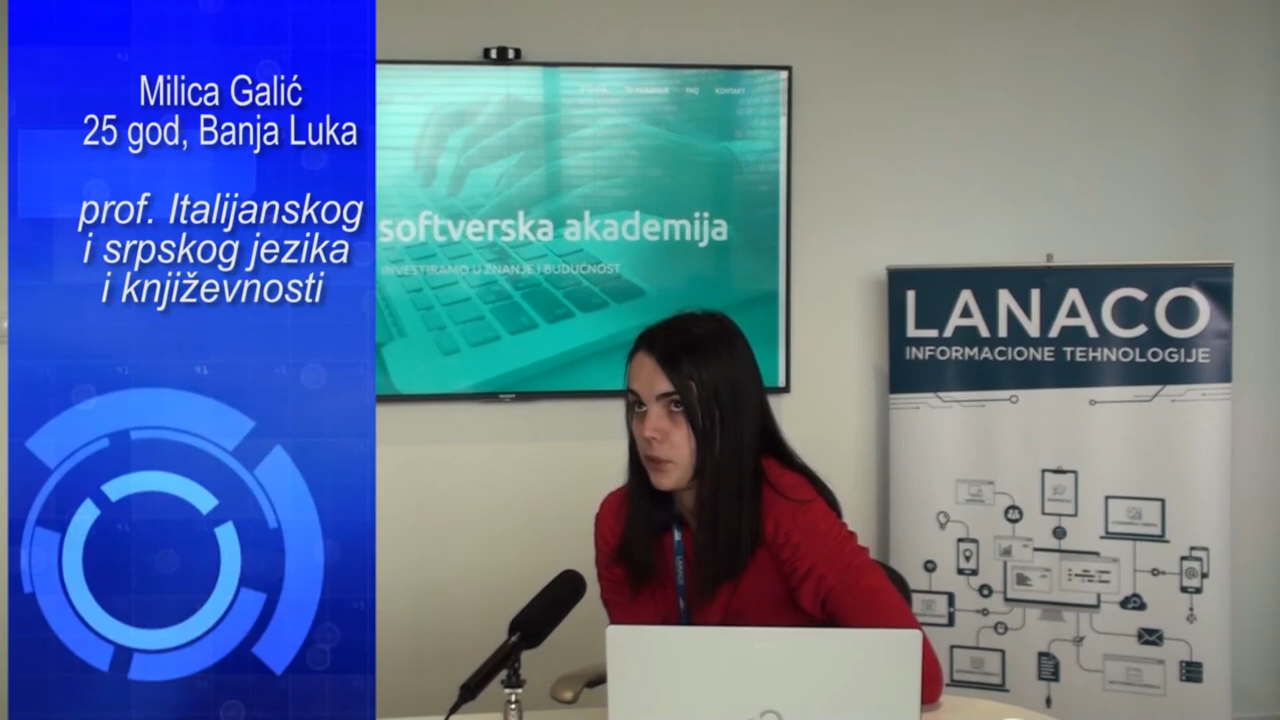 Milica Galić
25 god, Banja Luka
prof. Italijanskog
i srpskog jezika
i književnosti
FAQ KONTAKT
softverska akademija
INVESTIRAMO U ZNANJE I BUDUĆNOST
LANACO
INFORMACIONE TEHNOLOGIJE
LANACO